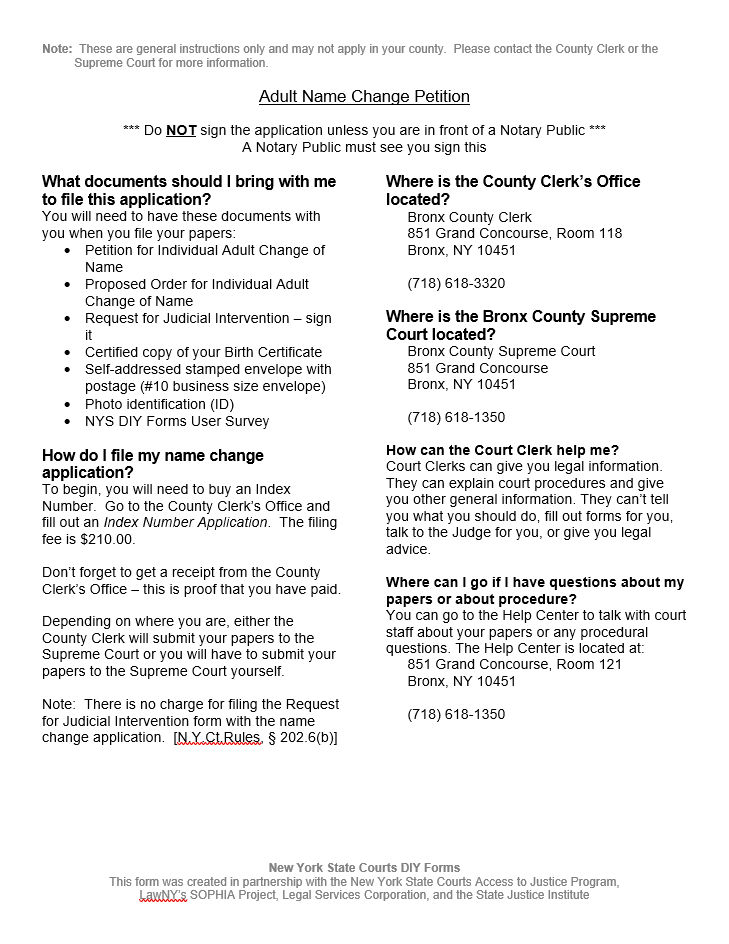 Note: These are general instructions only and may not apply in your county. Please contact the County Clerk or the
Supreme Court for more information.
Adult Name Change Petition
*** Do NOT sign the application unless you are in front of a Notary Public ***
A Notary Public must see you sign this
What documents should I bring with me
to file this application?
You will need to have these documents with
you when you file your papers:
• Petition for Individual Adult Change of
Name
• Proposed Order for Individual Adult
Change of Name
• Request for Judicial Intervention – sign
it
• Certified copy of your Birth Certificate
• Self-addressed stamped envelope with
postage (#10 business size envelope)
• Photo identification (ID)
• NYS DIY Forms User Survey
How do I file my name change
application?
To begin, you will need to buy an Index
Number. Go to the County Clerk's Office and
fill out an Index Number Application. The filing
fee is $210.00.
Don't forget to get a receipt from the County
Clerk's Office – this is proof that you have paid.
Depending on where you are, either the
County Clerk will submit your papers to the
Supreme Court or you will have to submit your
papers to the Supreme Court yourself.
Note: There is no charge for filing the Request
for Judicial Intervention form with the name
change application. [N.Y.Ct.Rules, § 202.6(b)]
Where is the County Clerk's Office
located?
Bronx County Clerk
851 Grand Concourse, Room 118
Bronx, NY 10451
(718) 618-3320
Where is the Bronx County Supreme
Court located?
Bronx County Supreme Court
851 Grand Concourse
Bronx, NY 10451
(718) 618-1350
How can the Court Clerk help me?
Court Clerks can give you legal information.
They can explain court procedures and give
you other general information. They can't tell
you what you should do, fill out forms for you,
talk to the Judge for you, or give you legal
advice.
Where can I go if I have questions about my
papers or about procedure?
You can go to the Help Center to talk with court
staff about your papers or any procedural
questions. The Help Center is located at:
851 Grand Concourse, Room 121
Bronx, NY 10451
(718) 618-1350
New York State Courts DIY Forms
This form was created in partnership with the New York State Courts Access to Justice Program,
LawNY's SOPHIA Project, Legal Services Corporation, and the State Justice Institute